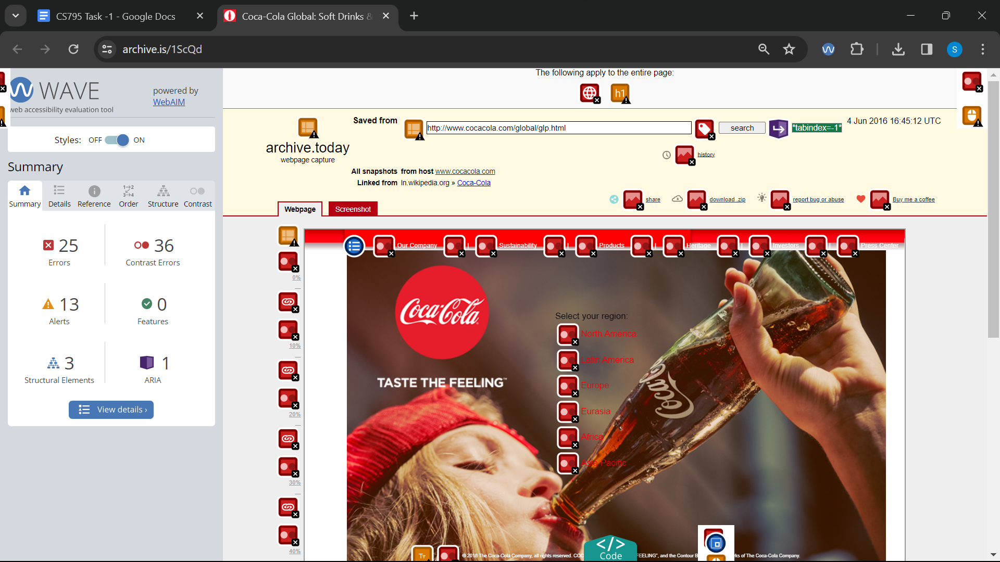 CS795 Task -1 - Google Docs
Coca-Cola Global: Soft Drinks &
archive.is/1ScQd
S
WAVE
powered by
WebAIM
web accessibility evaluation tool
Styles: OFF ON
Summary
Summary Details Reference Order Structure Contrast
25 Errors
36 Contrast Errors
13 Alerts
0 Features
3 Structural Elements
1 ARIA
View details ›
The following apply to the entire page:
h1
archive.today
webpage capture
Saved from
http://www.cocacola.com/global/glp.html
search
*tabindex=-1*
4 Jun 2016 16:45:12 UTC
history
All snapshots from host www.cocacola.com
Linked from ln.wikipedia.org » Coca-Cola
share
download .zip
report bug or abuse
Buy me a coffee
Webpage
Screenshot
0%
10%
20%
30%
40%
Our Company | Sustainability | Products | Heritage | Investors | Press Center
Coca-Cola
TASTE THE FEELING™
Select your region:
North America
Latin America
Europe
Eurasia
Africa
Asia Pacific
Coca
</>
Code
Tт
© 2016 The Coca-Cola Company, all rights reserved. COC
FEELING", and the Contour B
rks of The Coca-Cola Company.